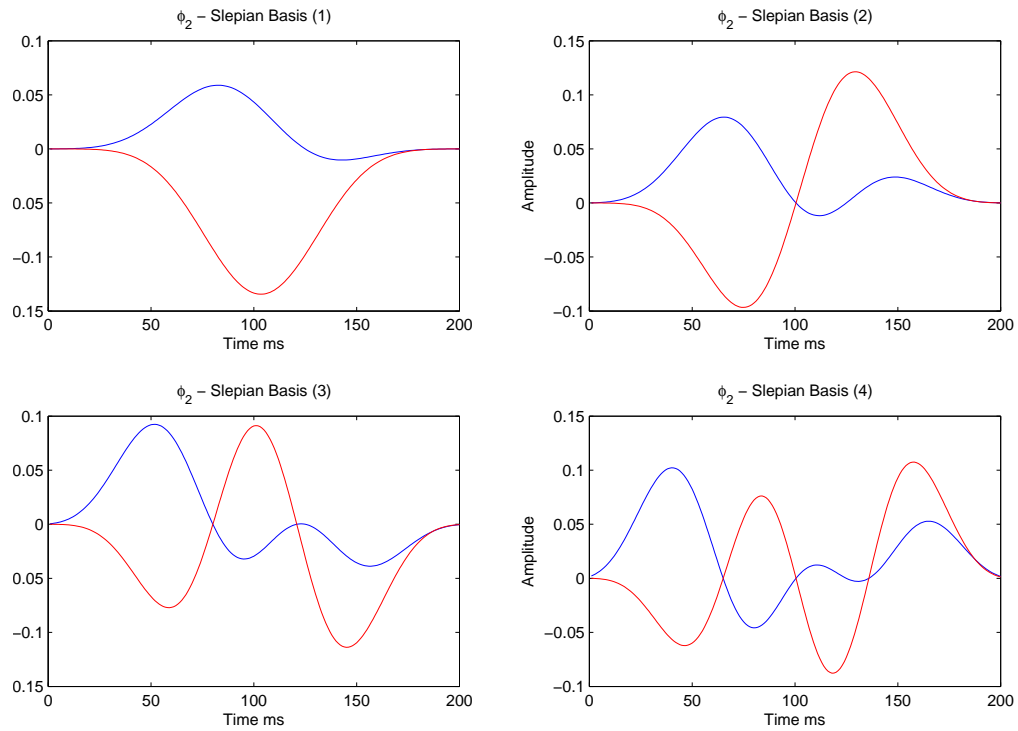 ϕ2 − Slepian Basis (1)
0.1
0.05
0
0.05
−0.1
0.15
0 50 100 150 200
Time ms
ϕ2 − Slepian Basis (2)
0.15
0.1
0.05
0
−0.05
−0.1
Amplitude
0 50 100 150 200
Time ms
ϕ2 − Slepian Basis (3)
0.1
0.05
0
0.05
−0.1
0.15
0 50 100 150 200
Time ms
ϕ2 − Slepian Basis (4)
0.15
0.1
0.05
0
−0.05
−0.1
Amplitude
0 50 100 150 200
Time ms